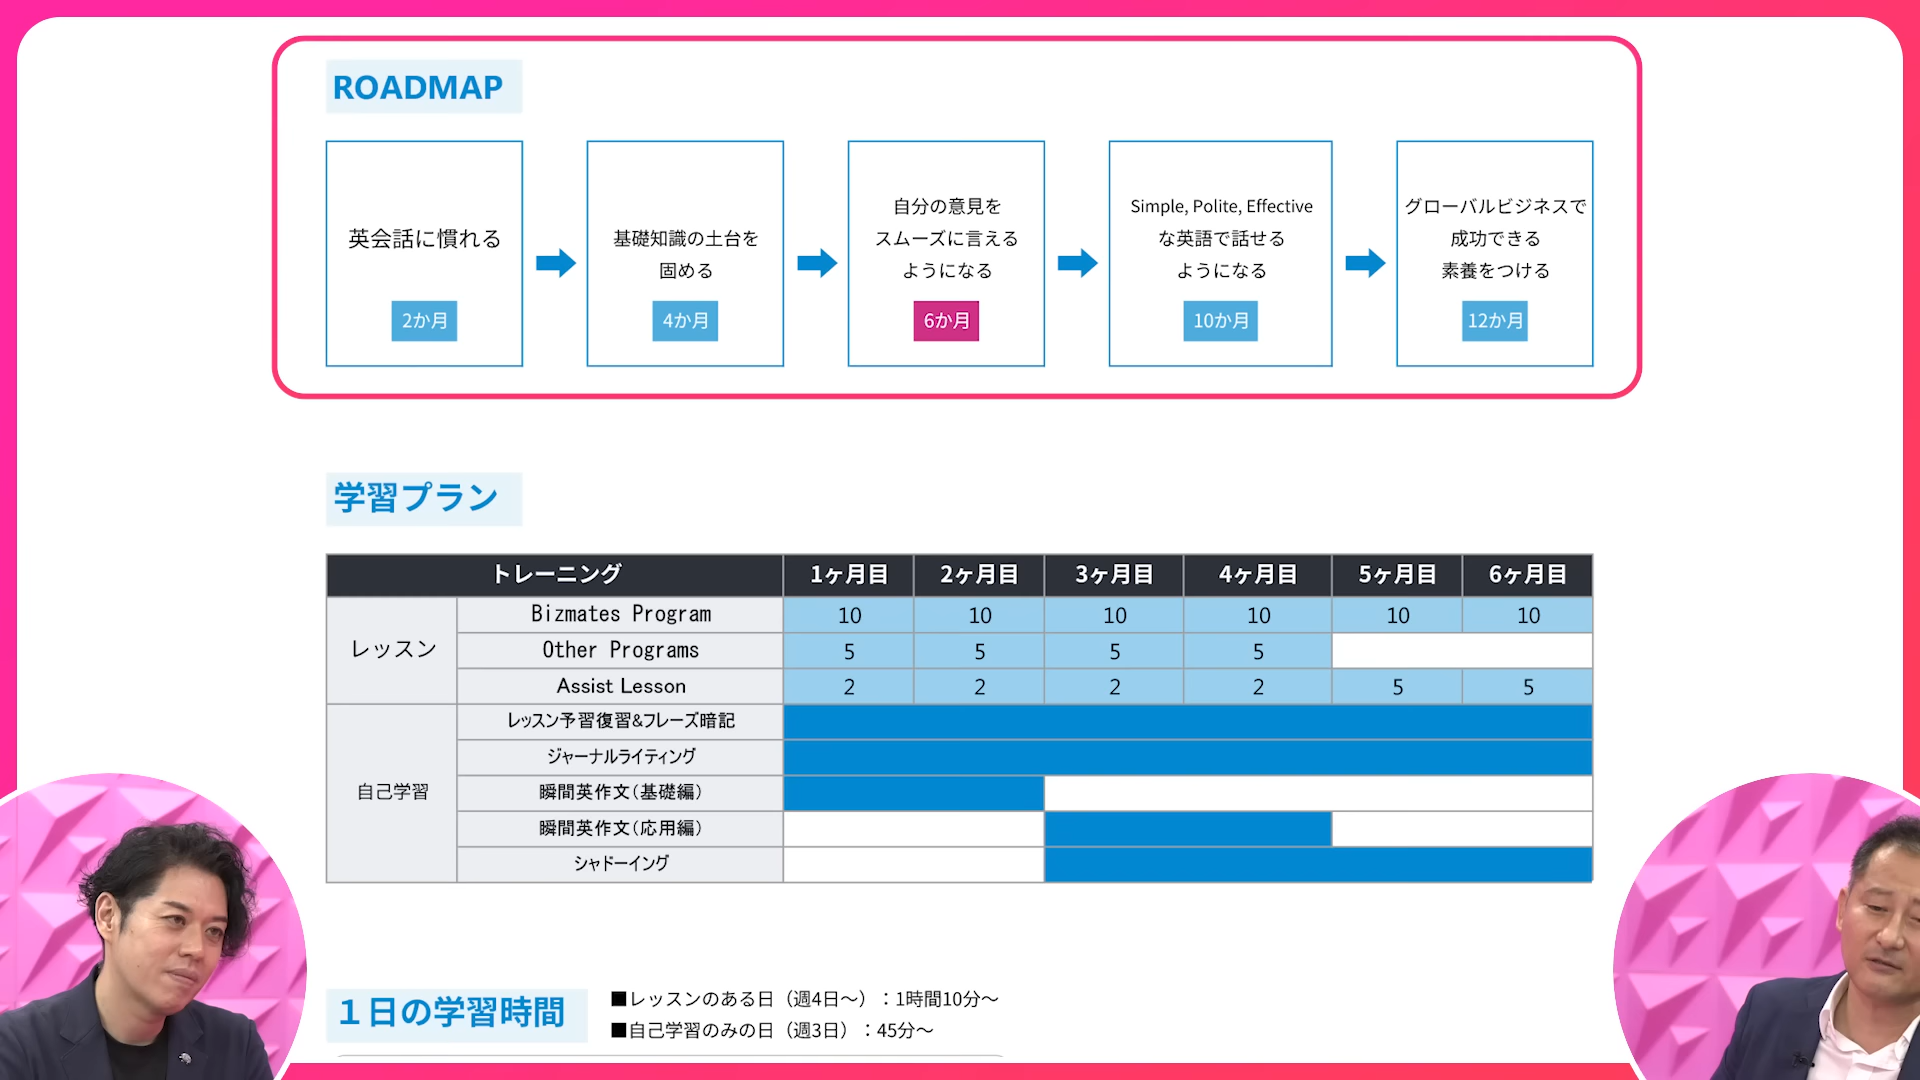 ROADMAP
英会話に慣れる
2か月
基礎知識の土台を
固める
4か月
自分の意見を
スムーズに言える
ようになる
6か月
Simple, Polite, Effective
な英語で話せる
ようになる
10か月
グローバルビジネスで
成功できる
素養をつける
12か月
学習プラン
トレーニング 1ヶ月目 2ヶ月目 3ヶ月目 4ヶ月目 5ヶ月目 6ヶ月目
レッスン
Bizmates Program 10 10 10 10 10 10
Other Programs 5 5 5 5
Assist Lesson 2 2 2 2 5 5
自己学習
レッスン予習復習&フレーズ暗記
ジャーナルライティング
瞬間英作文(基礎編)
瞬間英作文(応用編)
シャドーイング
1日の学習時間
■レッスンのある日（週4日～）：1時間10分～
■自己学習のみの日（週3日）：45分～